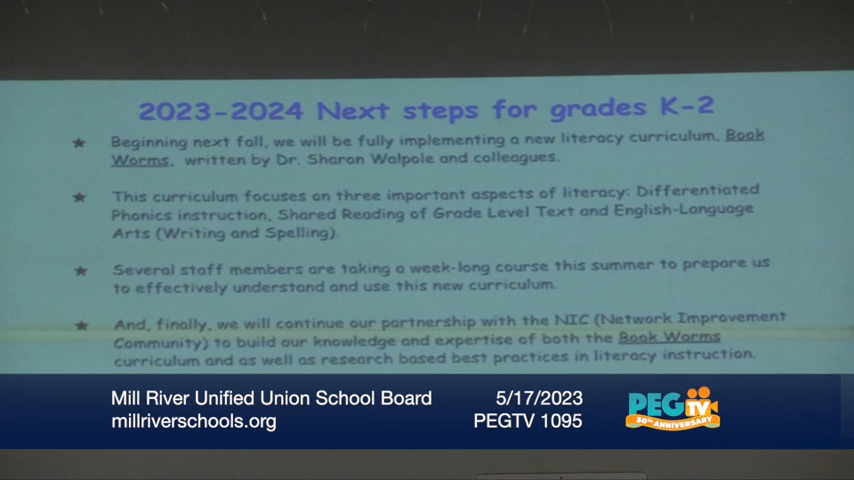 2023-2024 Next steps for grades K-2
★ Beginning next fall, we will be fully implementing a new literacy curriculum, Book
Worms, written by Dr. Sharon Walpole and colleagues.
★ This curriculum focuses on three important aspects of literacy: Differentiated
Phonics instruction, Shared Reading of Grade Level Text and English-Language
Arts (Writing and Spelling).
★ Several staff members are taking a week-long course this summer to prepare us
to effectively understand and use this new curriculum.
★ And, finally, we will continue our partnership with the NIC (Network Improvement
Community) to build our knowledge and expertise of both the Book Worms
curriculum and as well as research based best practices in literacy instruction.
Mill River Unified Union School Board 5/17/2023
millriverschools.org PEGTV 1095
PEGTV
30TH ANNIVERSARY